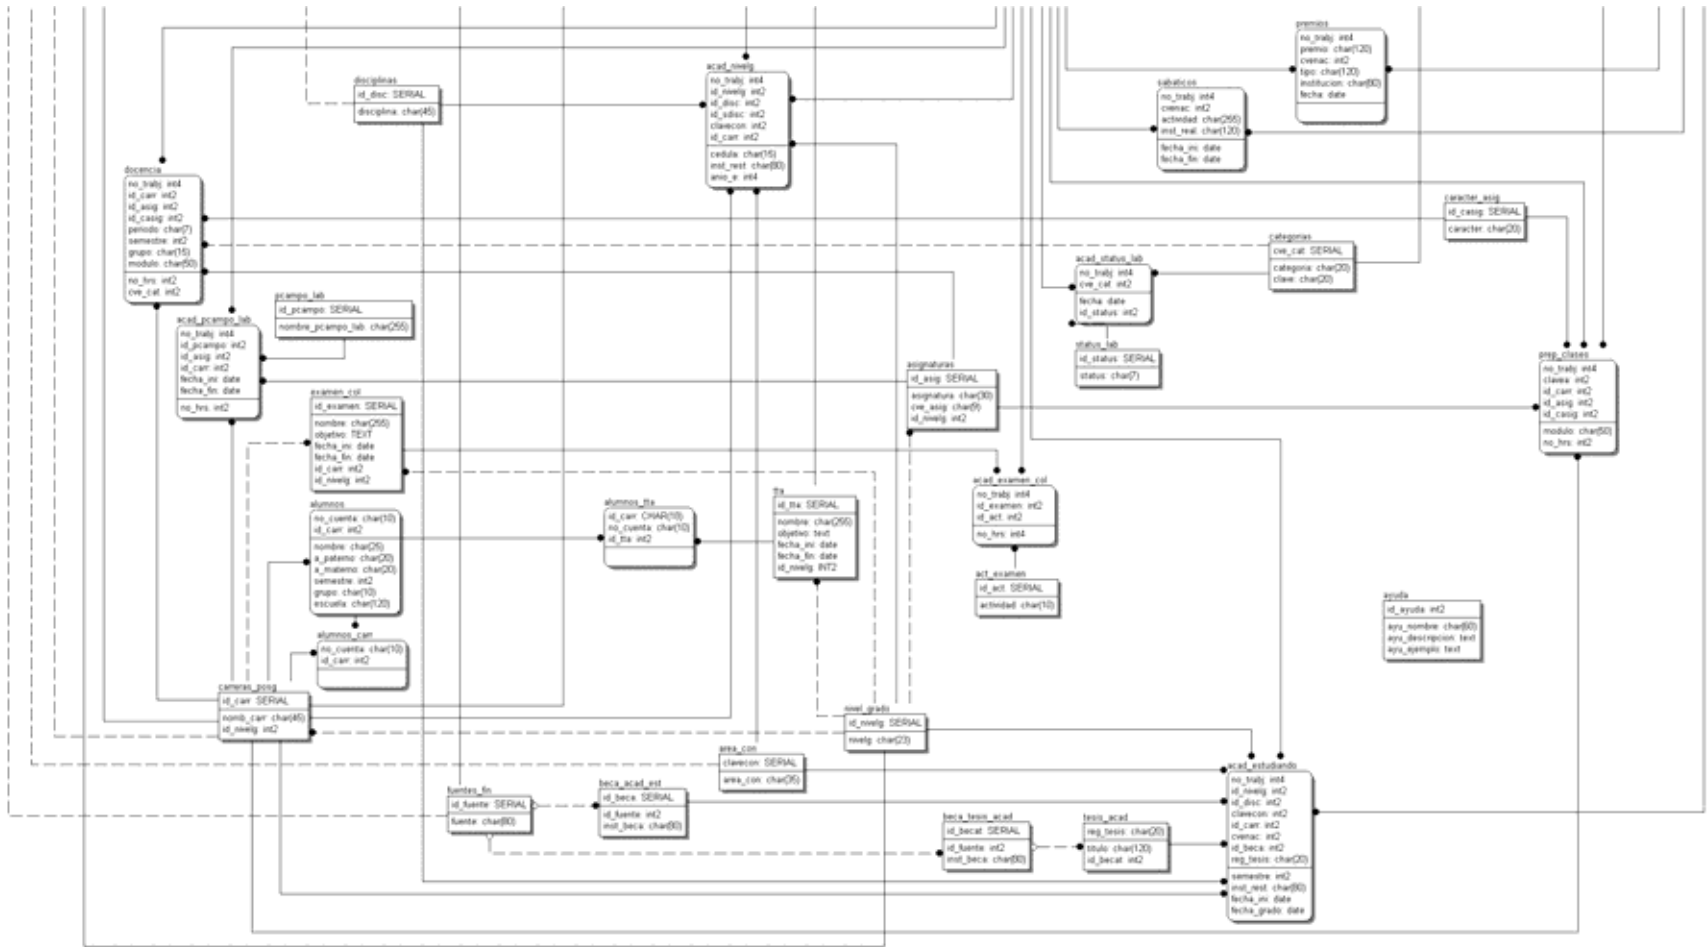 premios
no_trabj: int4
premio: char(120)
cvenac: int2
tipo: char(120)
institucion: char(80)
fecha: date
sabaticos
no_trabj: int4
cvenac: int2
actividad: char(255)
inst_real: char(120)
fecha_ini: date
fecha_fin: date
acad_nivelg
no_trabj: int4
id_nivelg: int2
id_disc: int2
id_sdisc: int2
clavecon: int2
id_carr: int2
cedula: char(15)
inst_rest: char(80)
anio_e: int4
disciplinas
id_disc: SERIAL
disciplina: char(45)
docencia
no_trabj: int4
id_carr: int2
id_asig: int2
id_casig: int2
periodo: char(7)
semestre: int2
grupo: char(15)
modulo: char(50)
no_hrs: int2
cve_cat: int2
caracter_asig
id_casig: SERIAL
caracter: char(20)
categorias
cve_cat: SERIAL
categoria: char(20)
clave: char(20)
acad_status_lab
no_trabj: int4
cve_cat: int2
fecha: date
id_status: int2
status_lab
id_status: SERIAL
status: char(7)
pcampo_lab
id_pcampo: SERIAL
nombre_pcampo_lab: char(255)
acad_pcampo_lab
no_trabj: int4
id_pcampo: int2
id_asig: int2
id_carr: int2
fecha_ini: date
fecha_fin: date
no_hrs: int2
prep_clases
no_trabj: int4
clavea: int2
id_carr: int2
id_asig: int2
id_casig: int2
modulo: char(50)
no_hrs: int2
asignaturas
id_asig: SERIAL
asignatura: char(30)
cve_asig: char(9)
id_nivelg: int2
examen_col
id_examen: SERIAL
nombre: char(255)
objetivo: TEXT
fecha_ini: date
fecha_fin: date
id_carr: int2
id_nivelg: int2
alumnos
no_cuenta: char(10)
id_carr: int2
nombre: char(25)
a_paterno: char(20)
a_materno: char(20)
semestre: int2
grupo: char(10)
escuela: char(120)
alumnos_tta
id_carr: CHAR(18)
no_cuenta: char(10)
id_tta: int2
tta
id_tta: SERIAL
nombre: char(255)
objetivo: text
fecha_ini: date
fecha_fin: date
id_nivelg: INT2
acad_examen_col
no_trabj: int4
id_examen: int2
id_act: int2
no_hrs: int4
act_examen
id_act: SERIAL
actividad: char(10)
ayuda
id_ayuda: int2
ayu_nombre: char(60)
ayu_descripcion: text
ayu_ejemplo: text
alumnos_carr
no_cuenta: char(10)
id_carr: int2
carreras_posg
id_carr: SERIAL
nomb_carr: char(45)
id_nivelg: int2
nivel_grado
id_nivelg: SERIAL
nivelg: char(23)
area_con
clavecon: SERIAL
area_con: char(35)
fuentes_fin
id_fuente: SERIAL
fuente: char(80)
beca_acad_est
id_beca: SERIAL
id_fuente: int2
inst_beca: char(80)
beca_tesis_acad
id_becat: SERIAL
id_fuente: int2
inst_beca: char(80)
tesis_acad
reg_tesis: char(20)
titulo: char(120)
id_becat: int2
acad_estudiando
no_trabj: int4
id_nivelg: int2
id_disc: int2
clavecon: int2
id_carr: int2
cvenac: int2
id_beca: int2
reg_tesis: char(20)
semestre: int2
inst_rest: char(80)
fecha_ini: date
fecha_grado: date